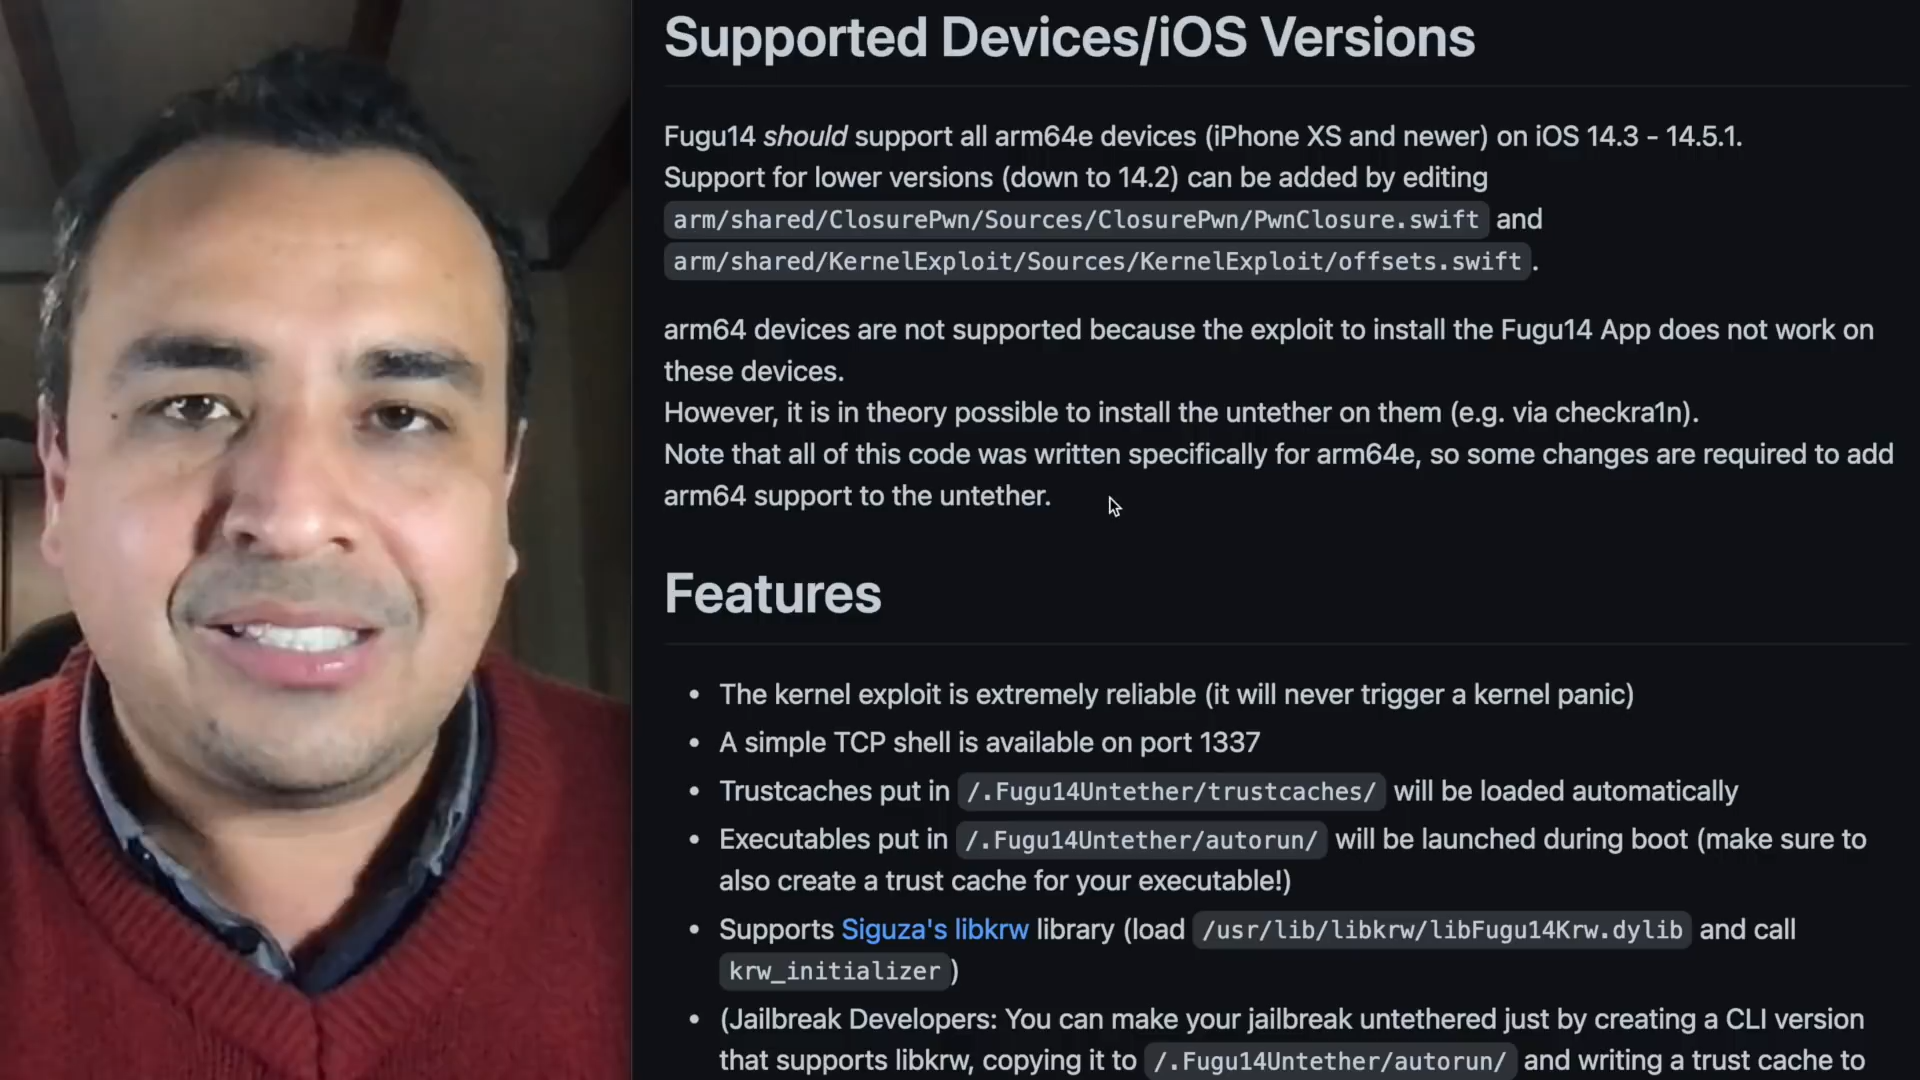 Supported Devices/iOS Versions
Fugu14 should support all arm64e devices (iPhone XS and newer) on iOS 14.3 - 14.5.1.
Support for lower versions (down to 14.2) can be added by editing
arm/shared/ClosurePwn/Sources/ClosurePwn/PwnClosure.swift and
arm/shared/KernelExploit/Sources/KernelExploit/offsets.swift .
arm64 devices are not supported because the exploit to install the Fugu14 App does not work on
these devices.
However, it is in theory possible to install the untether on them (e.g. via checkra1n).
Note that all of this code was written specifically for arm64e, so some changes are required to add
arm64 support to the untether.
Features
• The kernel exploit is extremely reliable (it will never trigger a kernel panic)
• A simple TCP shell is available on port 1337
• Trustcaches put in /.Fugu14Untether/trustcaches/ will be loaded automatically
• Executables put in /.Fugu14Untether/autorun/ will be launched during boot (make sure to
also create a trust cache for your executable!)
• Supports Siguza's libkrw library (load /usr/lib/libkrw/libFugu14Krw.dylib and call
krw_initializer )
• (Jailbreak Developers: You can make your jailbreak untethered just by creating a CLI version
that supports libkrw, copying it to /.Fugu14Untether/autorun/ and writing a trust cache to